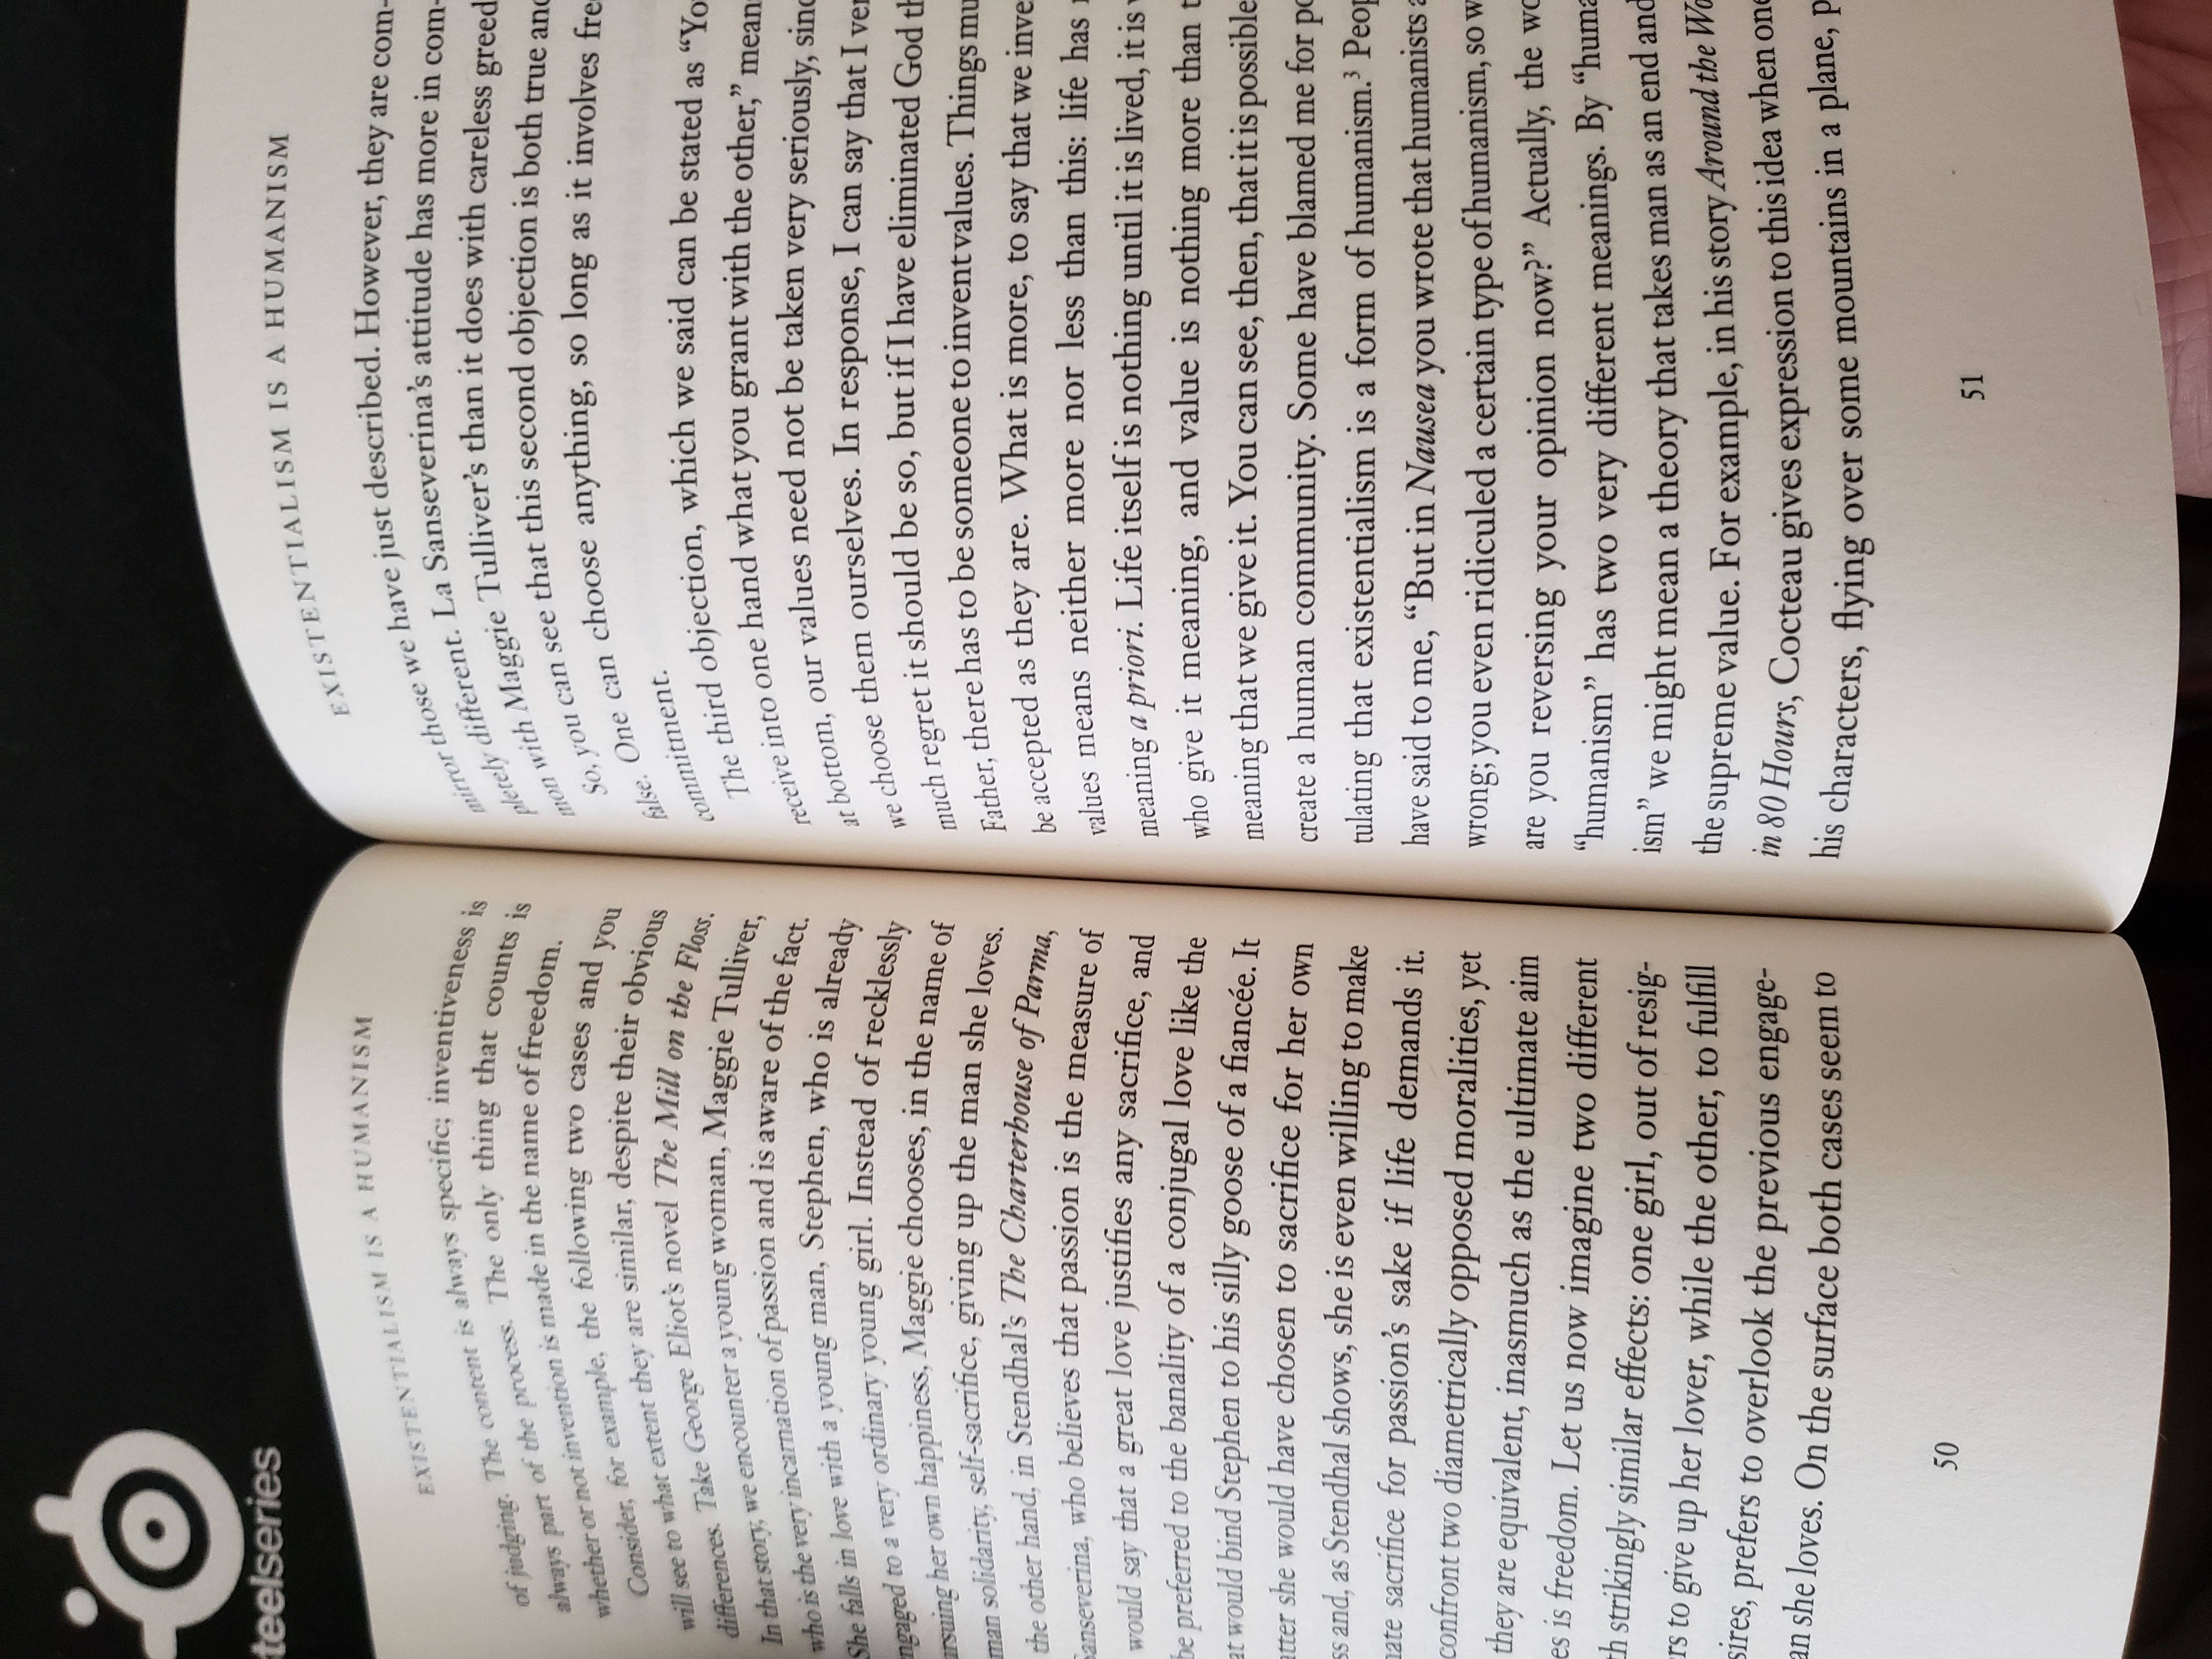 teelseries
EXISTENTIALISM IS A HUMANISM
of judging. The content is always specific; inventiveness is
always part of the process. The only thing that counts is
whether or not invention is made in the name of freedom.
Consider, for example, the following two cases and you
will see to what extent they are similar, despite their obvious
differences. Take George Eliot's novel The Mill on the Floss.
In that story, we encounter a young woman, Maggie Tulliver,
who is the very incarnation of passion and is aware of the fact.
She falls in love with a young man, Stephen, who is already
ngaged to a very ordinary young girl. Instead of recklessly
ursuing her own happiness, Maggie chooses, in the name of
man solidarity, self-sacrifice, giving up the man she loves.
the other hand, in Stendhal's The Charterhouse of Parma,
Sanseverina, who believes that passion is the measure of
would say that a great love justifies any sacrifice, and
be preferred to the banality of a conjugal love like the
at would bind Stephen to his silly goose of a fiancée. It
atter she would have chosen to sacrifice for her own
ss and, as Stendhal shows, she is even willing to make
nate sacrifice for passion's sake if life demands it.
confront two diametrically opposed moralities, yet
they are equivalent, inasmuch as the ultimate aim
es is freedom. Let us now imagine two different
th strikingly similar effects: one girl, out of resig-
rs to give up her lover, while the other, to fulfill
sires, prefers to overlook the previous engage-
an she loves. On the surface both cases seem to
50
EXISTENTIALISM IS A HUMANISM
mirror those we have just described. However, they are com-
pletely different. La Sanseverina's attitude has more in com-
mon with Maggie Tulliver's than it does with careless greed
So, you can see that this second objection is both true and
false. One can choose anything, so long as it involves fre
commitment.
The third objection, which we said can be stated as "Yo
receive into one hand what you grant with the other," mean
at bottom, our values need not be taken very seriously, sinc
we choose them ourselves. In response, I can say that I ver
much regret it should be so, but if I have eliminated God th
Father, there has to be someone to invent values. Things mu
be accepted as they are. What is more, to say that we inve
values means neither more nor less than this: life has
meaning a priori. Life itself is nothing until it is lived, it is
who give it meaning, and value is nothing more than t
meaning that we give it. You can see, then, that it is possible
create a human community. Some have blamed me for po
tulating that existentialism is a form of humanism.³ Peop
have said to me, "But in Nausea you wrote that humanists a
wrong; you even ridiculed a certain type of humanism, so w
are you reversing your opinion now?" Actually, the wo
"humanism" has two very different meanings. By "huma
ism" we might mean a theory that takes man as an end and
the supreme value. For example, in his story Around the Wo
in 80 Hours, Cocteau gives expression to this idea when one
his characters, flying over some mountains in a plane, p
51